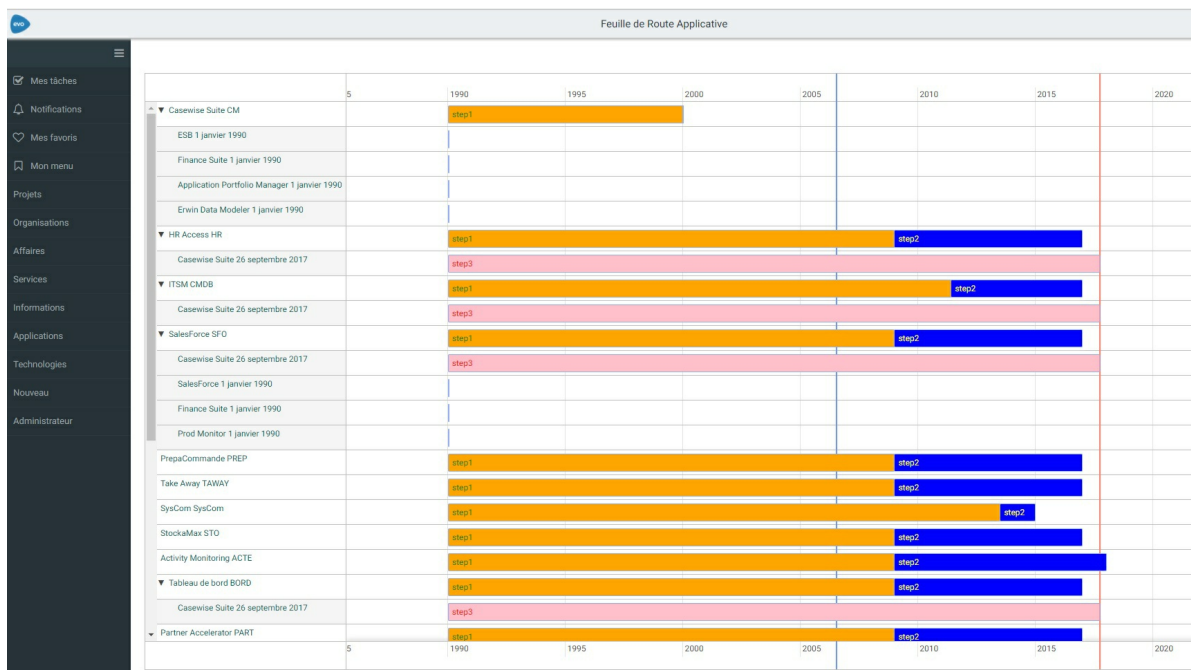 evo
Feuille de Route Applicative
Mes tâches
Notifications
Mes favoris
Mon menu
Projets
Organisations
Affaires
Services
Informations
Applications
Technologies
Nouveau
Administrateur
5 1990 1995 2000 2005 2010 2015 2020
Casewise Suite CM step1
ESB 1 janvier 1990
Finance Suite 1 janvier 1990
Application Portfolio Manager 1 janvier 1990
Erwin Data Modeler 1 janvier 1990
HR Access HR step1 step2
Casewise Suite 26 septembre 2017 step3
ITSM CMDB step1 step2
Casewise Suite 26 septembre 2017 step3
SalesForce SFO step1 step2
Casewise Suite 26 septembre 2017 step3
SalesForce 1 janvier 1990
Finance Suite 1 janvier 1990
Prod Monitor 1 janvier 1990
PrepaCommande PREP step1 step2
Take Away TAWAY step1 step2
SysCom SysCom step1 step2
StockaMax STO step1 step2
Activity Monitoring ACTE step1 step2
Tableau de bord BORD step1 step2
Casewise Suite 26 septembre 2017 step3
Partner Accelerator PART step1 step2
5 1990 1995 2000 2005 2010 2015 2020